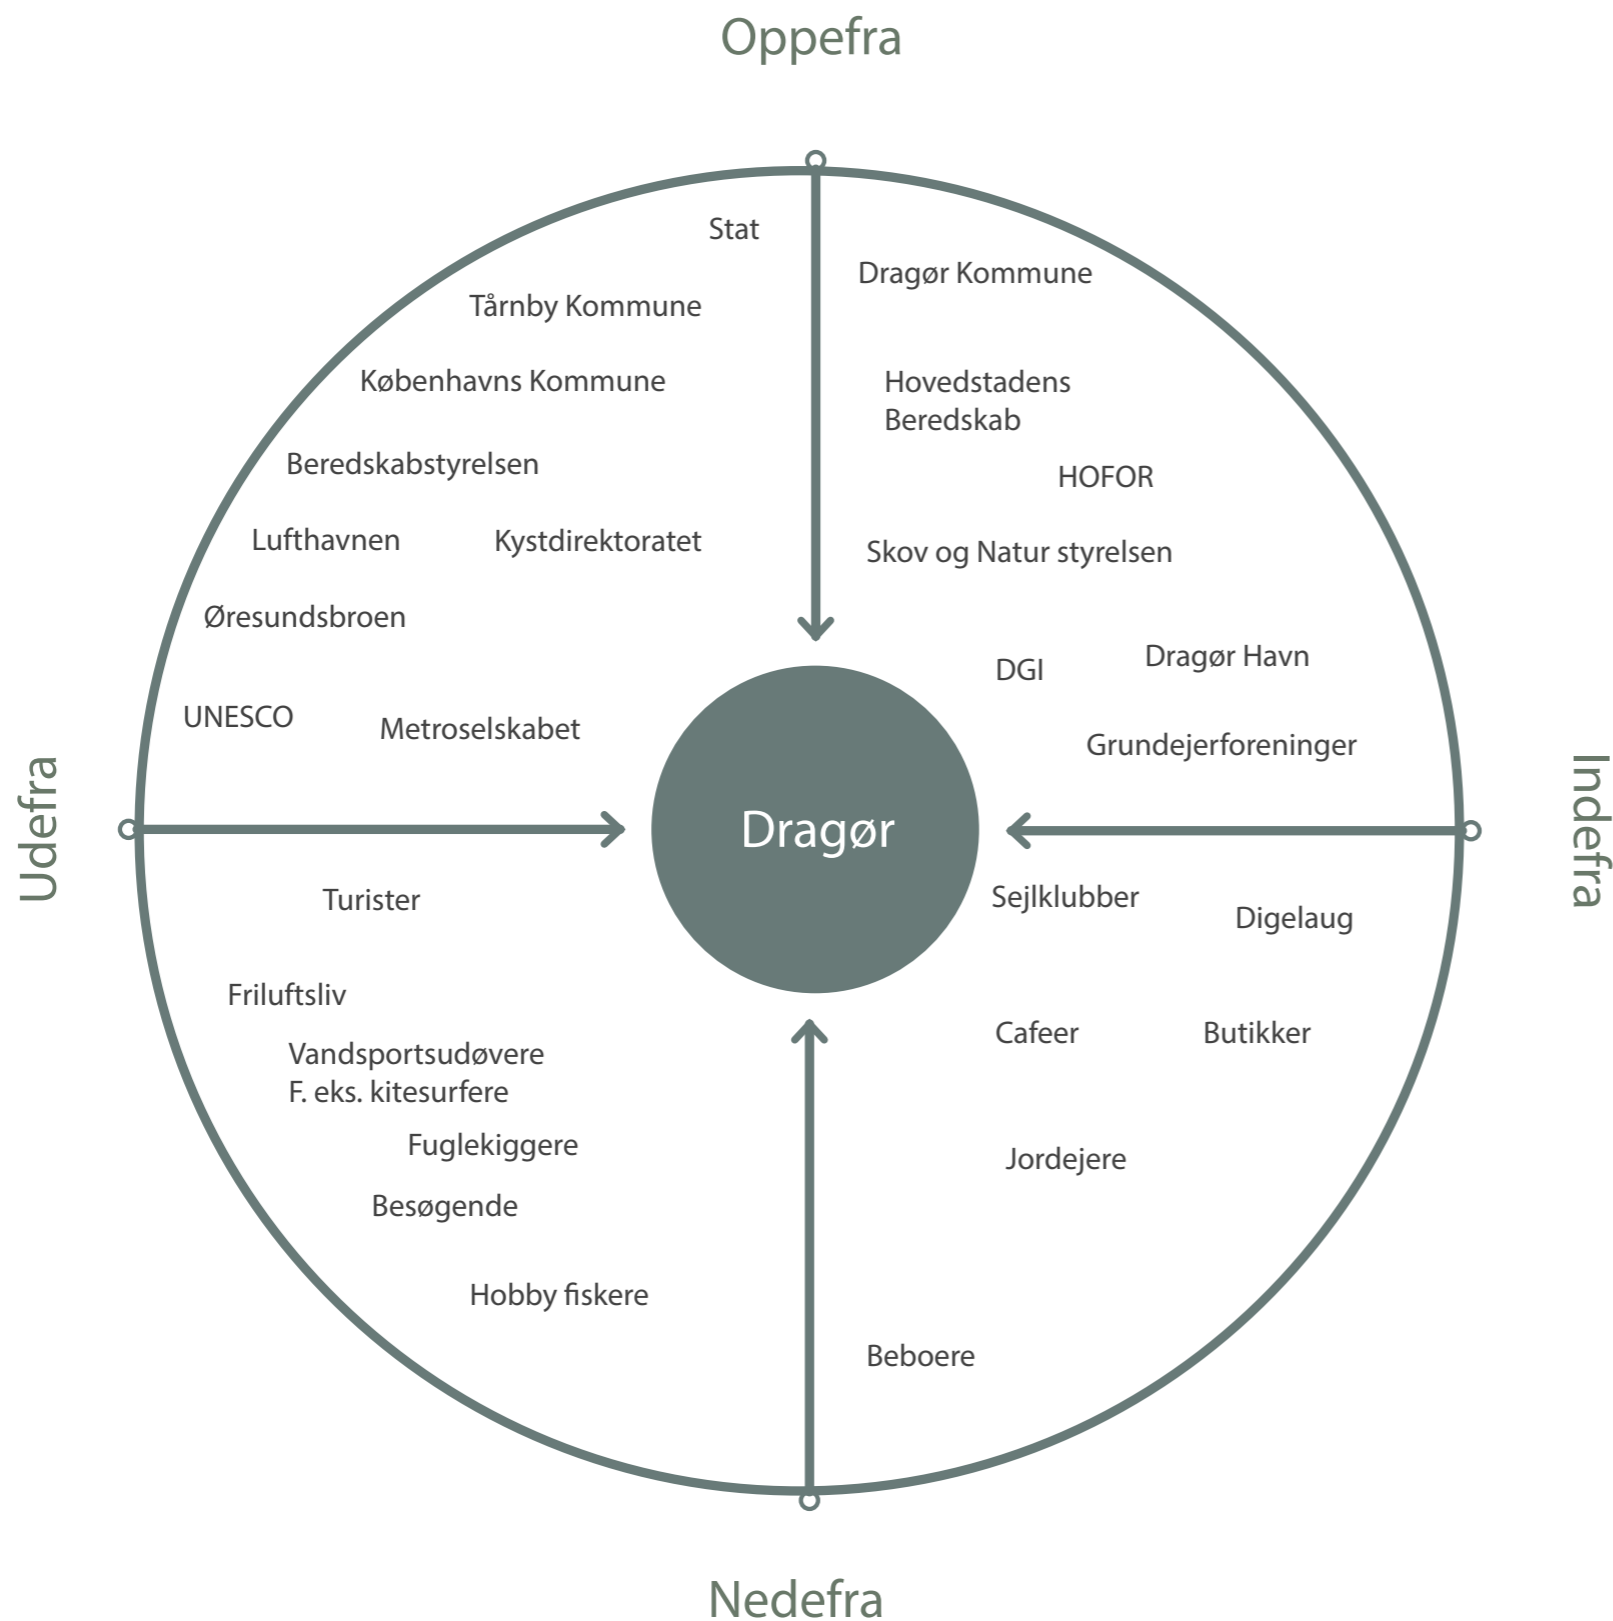 Oppefra
Stat
Dragør Kommune
Tårnby Kommune
Københavns Kommune
Hovedstadens
Beredskab
Beredskabstyrelsen
HOFOR
Lufthavnen
Kystdirektoratet
Skov og Natur styrelsen
Øresundsbroen
DGI
Dragør Havn
UNESCO
Metroselskabet
Grundejerforeninger
Udefra
Dragør
Indefra
Turister
Sejlklubber
Digelaug
Friluftsliv
Cafeer
Butikker
Vandsportsudøvere
F. eks. kitesurfere
Fuglekiggere
Jordejere
Besøgende
Hobby fiskere
Beboere
Nedefra